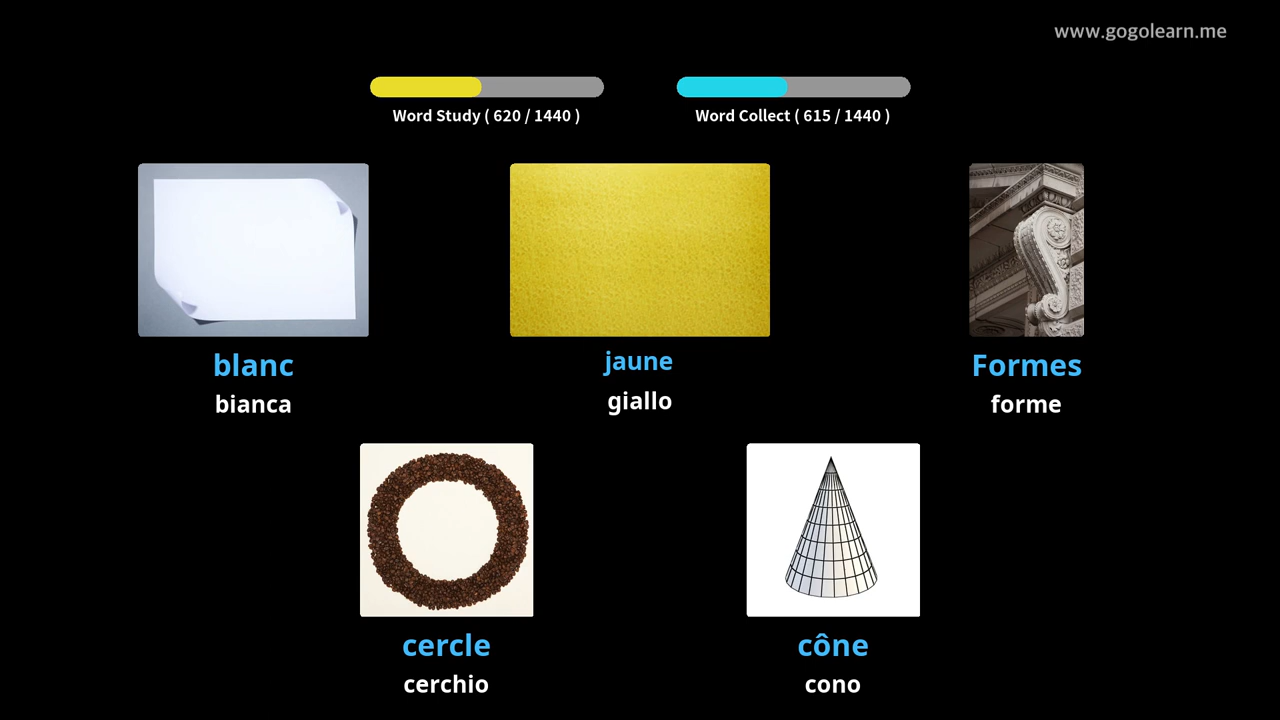 www.gogolearn.me
Word Study ( 620 / 1440 )
Word Collect ( 615 / 1440 )
blanc
bianca
jaune
giallo
Formes
forme
cercle
cerchio
cône
cono